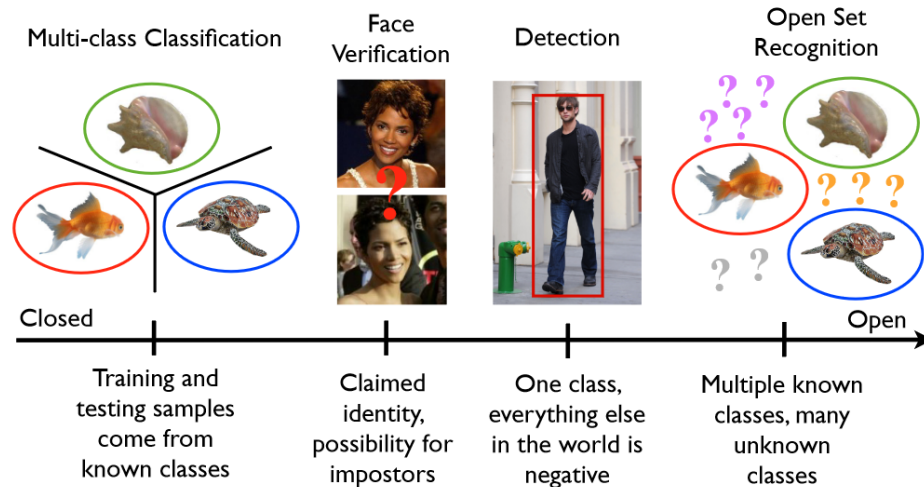 Multi-class Classification
Face
Verification
Detection
Open Set
Recognition
? ?
? ?
?
? ? ?
? ?
Closed
Open
Training and
testing samples
come from
known classes
Claimed
identity,
possibility for
impostors
One class,
everything else
in the world is
negative
Multiple known
classes, many
unknown
classes